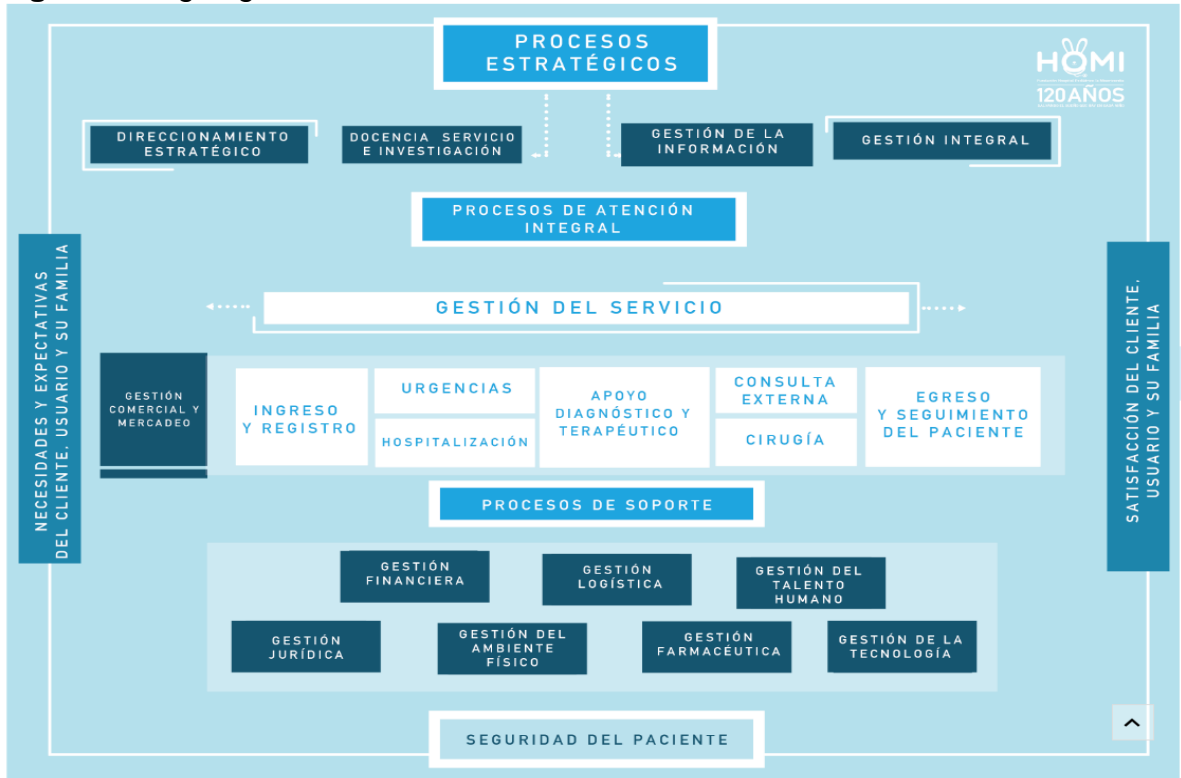 PROCESOS
ESTRATÉGICOS
HOMI
120 AÑOS
DIRECCIONAMIENTO
ESTRATÉGICO
DOCENCIA SERVICIO
E INVESTIGACIÓN
GESTIÓN DE LA
INFORMACIÓN
GESTIÓN INTEGRAL
PROCESOS DE ATENCIÓN
INTEGRAL
NECESIDADES Y EXPECTATIVAS
DEL CLIENTE, USUARIO Y SU FAMILIA
GESTIÓN DEL SERVICIO
GESTIÓN
COMERCIAL Y
MERCADEO
INGRESO
Y REGISTRO
URGENCIAS
HOSPITALIZACIÓN
APOYO
DIAGNÓSTICO Y
TERAPÉUTICO
CONSULTA
EXTERNA
CIRUGÍA
EGRESO
Y SEGUIMIENTO
DEL PACIENTE
SATISFACCIÓN DEL CLIENTE,
USUARIO Y SU FAMILIA
PROCESOS DE SOPORTE
GESTIÓN
FINANCIERA
GESTIÓN
LOGÍSTICA
GESTIÓN DEL
TALENTO
HUMANO
GESTIÓN
JURÍDICA
GESTIÓN DEL
AMBIENTE
FÍSICO
GESTIÓN
FARMACÉUTICA
GESTIÓN DE LA
TECNOLOGÍA
SEGURIDAD DEL PACIENTE